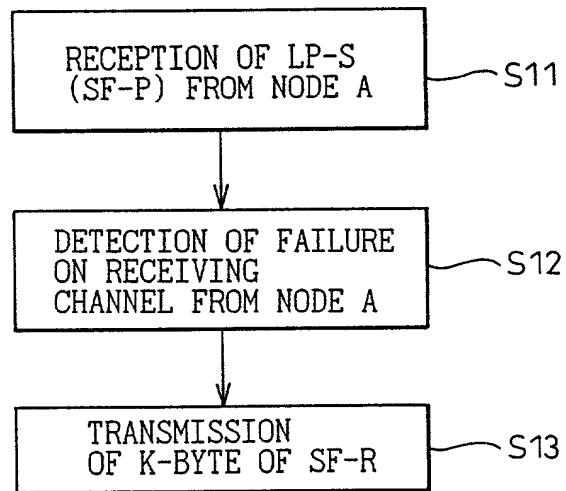 RECEPTION OF LP-S
(SF-P) FROM NODE A
S11
DETECTION OF FAILURE
ON RECEIVING
CHANNEL FROM NODE A
S12
TRANSMISSION
OF K-BYTE OF SF-R
S13